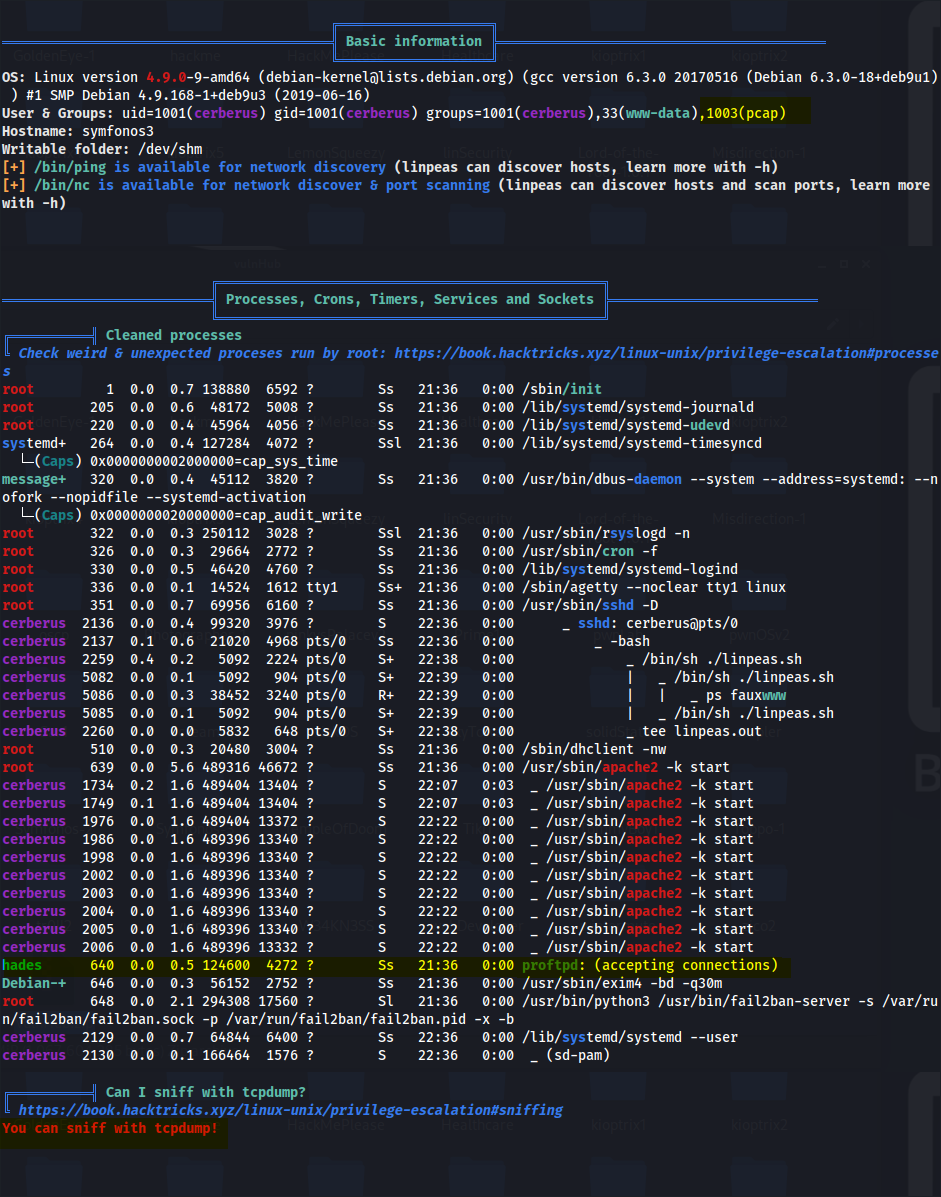 Basic information
OS: Linux version 4.9.0-9-amd64 (debian-kernel@lists.debian.org) (gcc version 6.3.0 20170516 (Debian 6.3.0-18+deb9u1)
 ) #1 SMP Debian 4.9.168-1+deb9u3 (2019-06-16)
User & Groups: uid=1001(cerberus) gid=1001(cerberus) groups=1001(cerberus),33(www-data),1003(pcap)
Hostname: symfonos3
Writable folder: /dev/shm
[+] /bin/ping is available for network discovery (linpeas can discover hosts, learn more with -h)
[+] /bin/nc is available for network discover & port scanning (linpeas can discover hosts and scan ports, learn more
with -h)
Processes, Crons, Timers, Services and Sockets
Cleaned processes
Check weird & unexpected proceses run by root: https://book.hacktricks.xyz/linux-unix/privilege-escalation#processe
s
root         1  0.0  0.7 138880  6592 ?        Ss   21:36   0:00 /sbin/init
root       205  0.0  0.6  48172  5008 ?        Ss   21:36   0:00 /lib/systemd/systemd-journald
root       220  0.0  0.4  45964  4056 ?        Ss   21:36   0:00 /lib/systemd/systemd-udevd
systemd+   264  0.0  0.4 127284  4072 ?        Ssl  21:36   0:00 /lib/systemd/systemd-timesyncd
  └─(Caps) 0x0000000002000000=cap_sys_time
message+   320  0.0  0.4  45112  3820 ?        Ss   21:36   0:00 /usr/bin/dbus-daemon --system --address=systemd: --n
ofork --nopidfile --systemd-activation
  └─(Caps) 0x0000000020000000=cap_audit_write
root       322  0.0  0.3 250112  3028 ?        Ssl  21:36   0:00 /usr/sbin/rsyslogd -n
root       326  0.0  0.3  29664  2772 ?        Ss   21:36   0:00 /usr/sbin/cron -f
root       330  0.0  0.5  46420  4760 ?        Ss   21:36   0:00 /lib/systemd/systemd-logind
root       336  0.0  0.1  14524  1612 tty1     Ss+  21:36   0:00 /sbin/agetty --noclear tty1 linux
root       351  0.0  0.7  69956  6160 ?        Ss   21:36   0:00 /usr/sbin/sshd -D
cerberus  2136  0.0  0.4  99320  3976 ?        S    22:36   0:00      _ sshd: cerberus@pts/0
cerberus  2137  0.1  0.6  21020  4968 pts/0    Ss   22:36   0:00          _ -bash
cerberus  2259  0.4  0.2   5092  2224 pts/0    S+   22:38   0:00              _ /bin/sh ./linpeas.sh
cerberus  5082  0.0  0.1   5092   904 pts/0    S+   22:39   0:00              |   _ /bin/sh ./linpeas.sh
cerberus  5086  0.0  0.3  38452  3240 pts/0    R+   22:39   0:00              |   |   _ ps fauxwww
cerberus  5085  0.0  0.1   5092   904 pts/0    S+   22:39   0:00              |   _ /bin/sh ./linpeas.sh
cerberus  2260  0.0  0.0   5832   648 pts/0    S+   22:38   0:00              _ tee linpeas.out
root       510  0.0  0.3  20480  3004 ?        Ss   21:36   0:00 /sbin/dhclient -nw
root       639  0.0  5.6 489316 46672 ?        Ss   21:36   0:00 /usr/sbin/apache2 -k start
cerberus  1734  0.2  1.6 489404 13404 ?        S    22:07   0:03  _ /usr/sbin/apache2 -k start
cerberus  1749  0.1  1.6 489404 13404 ?        S    22:07   0:03  _ /usr/sbin/apache2 -k start
cerberus  1976  0.0  1.6 489404 13372 ?        S    22:22   0:00  _ /usr/sbin/apache2 -k start
cerberus  1986  0.0  1.6 489396 13340 ?        S    22:22   0:00  _ /usr/sbin/apache2 -k start
cerberus  1998  0.0  1.6 489396 13340 ?        S    22:22   0:00  _ /usr/sbin/apache2 -k start
cerberus  2002  0.0  1.6 489396 13340 ?        S    22:22   0:00  _ /usr/sbin/apache2 -k start
cerberus  2003  0.0  1.6 489396 13340 ?        S    22:22   0:00  _ /usr/sbin/apache2 -k start
cerberus  2004  0.0  1.6 489396 13340 ?        S    22:22   0:00  _ /usr/sbin/apache2 -k start
cerberus  2005  0.0  1.6 489396 13340 ?        S    22:22   0:00  _ /usr/sbin/apache2 -k start
cerberus  2006  0.0  1.6 489396 13332 ?        S    22:22   0:00  _ /usr/sbin/apache2 -k start
hades      640  0.0  0.5 124600  4272 ?        Ss   21:36   0:00 proftpd: (accepting connections)
Debian-+   646  0.0  0.3  56152  2752 ?        Ss   21:36   0:00 /usr/sbin/exim4 -bd -q30m
root       648  0.0  2.1 294308 17560 ?        Sl   21:36   0:00 /usr/bin/python3 /usr/bin/fail2ban-server -s /var/ru
n/fail2ban/fail2ban.sock -p /var/run/fail2ban/fail2ban.pid -x -b
cerberus  2129  0.0  0.7  64844  6400 ?        Ss   22:36   0:00 /lib/systemd/systemd --user
cerberus  2130  0.0  0.1 166464  1576 ?        S    22:36   0:00  _ (sd-pam)
Can I sniff with tcpdump?
https://book.hacktricks.xyz/linux-unix/privilege-escalation#sniffing
You can sniff with tcpdump!